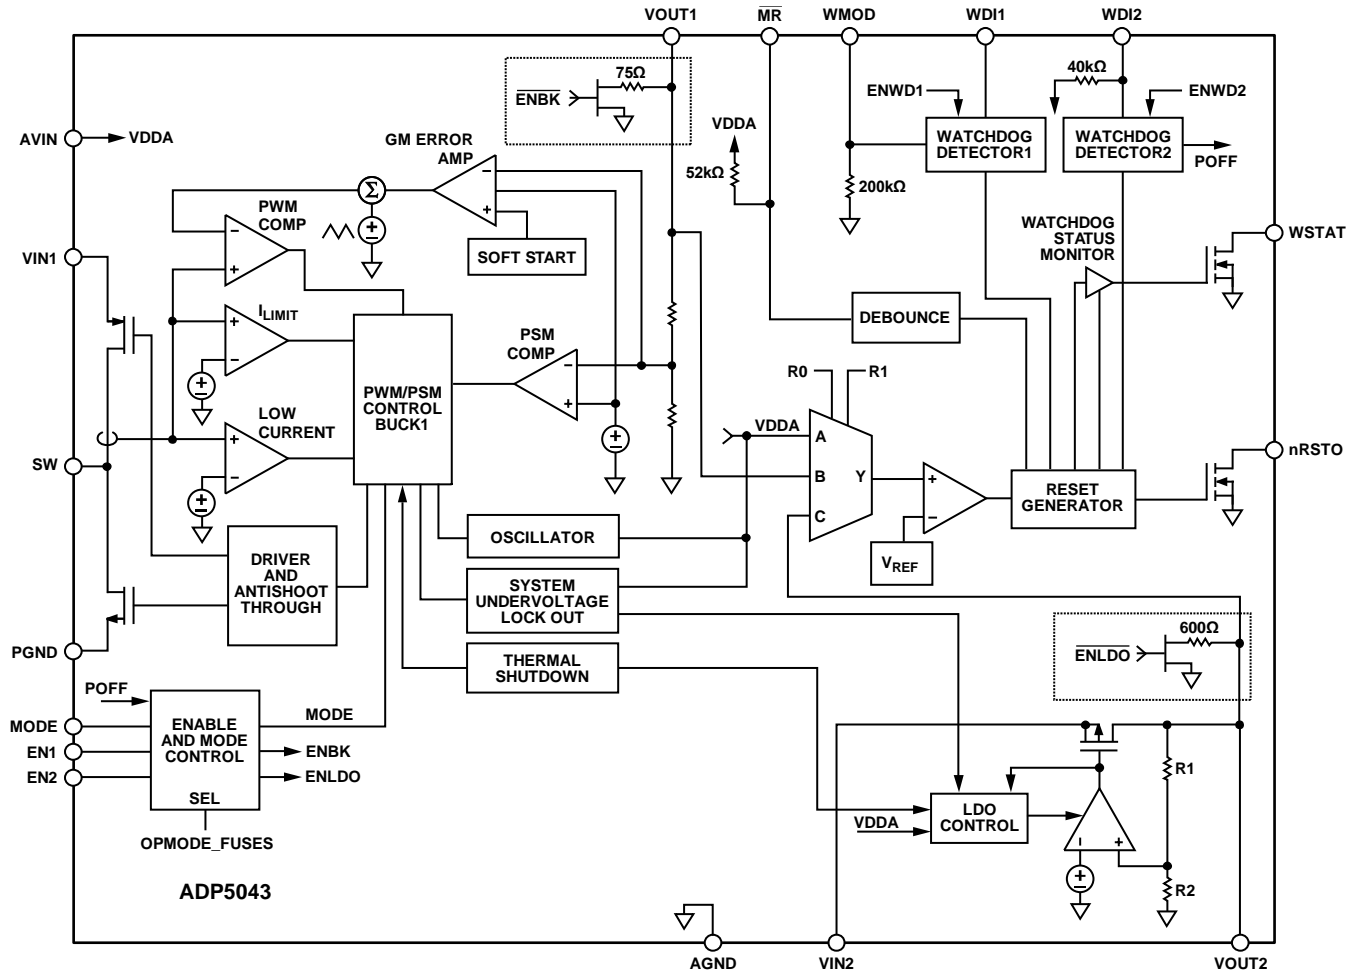 VOUT1
MR
WMOD
WDI1
WDI2
75Ω
ENBK
40kΩ
ENWD1
ENWD2
AVIN
VDDA
GM ERROR
AMP
VDDA
52kΩ
WATCHDOG
DETECTOR1
WATCHDOG
DETECTOR2
POFF
Σ
200kΩ
PWM
COMP
SOFT START
WATCHDOG
STATUS
MONITOR
WSTAT
VIN1
ILIMIT
DEBOUNCE
PSM
COMP
R0
R1
PWM/PSM
CONTROL
BUCK1
LOW
CURRENT
VDDA
A
B
C
Y
SW
nRSTO
RESET
GENERATOR
OSCILLATOR
VREF
DRIVER
AND
ANTISHOOT
THROUGH
SYSTEM
UNDERVOLTAGE
LOCK OUT
THERMAL
SHUTDOWN
600Ω
ENLDO
PGND
POFF
MODE
EN1
EN2
ENABLE
AND MODE
CONTROL
SEL
MODE
ENBK
ENLDO
OPMODE_FUSES
VDDA
LDO
CONTROL
R1
R2
ADP5043
AGND
VIN2
VOUT2